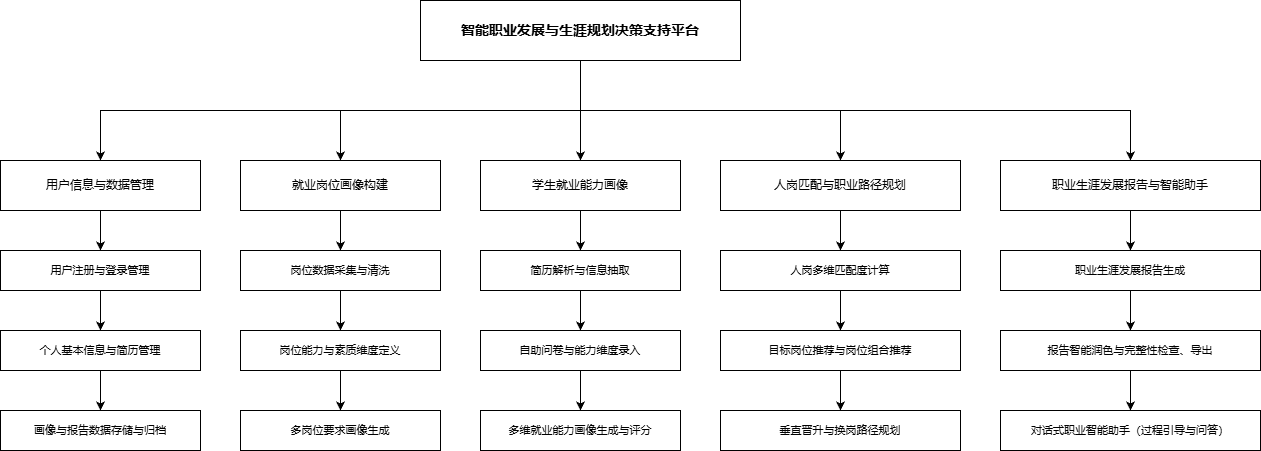 智能职业发展与生涯规划决策支持平台
用户信息与数据管理
就业岗位画像构建
学生就业能力画像
人岗匹配与职业路径规划
职业生涯发展报告与智能助手
用户注册与登录管理
岗位数据采集与清洗
简历解析与信息抽取
人岗多维匹配度计算
职业生涯发展报告生成
个人基本信息与简历管理
岗位能力与素质维度定义
自助问卷与能力维度录入
目标岗位推荐与岗位组合推荐
报告智能润色与完整性检查、导出
画像与报告数据存储与归档
多岗位要求画像生成
多维就业能力画像生成与评分
垂直晋升与换岗路径规划
对话式职业智能助手（过程引导与问答）